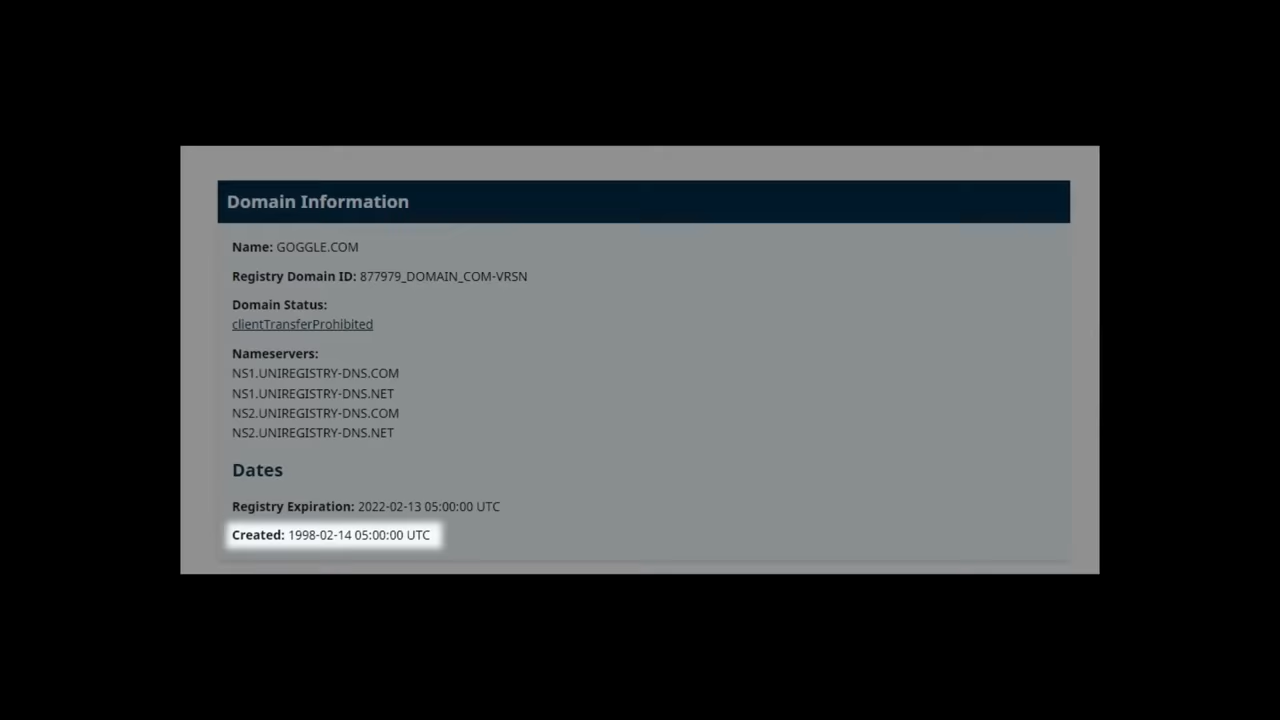 Domain Information
Name: GOGGLE.COM
Registry Domain ID: 877979_DOMAIN_COM-VRSN
Domain Status:
clientTransferProhibited
Nameservers:
NS1.UNIREGISTRY-DNS.COM
NS1.UNIREGISTRY-DNS.NET
NS2.UNIREGISTRY-DNS.COM
NS2.UNIREGISTRY-DNS.NET
Dates
Registry Expiration: 2022-02-13 05:00:00 UTC
Created: 1998-02-14 05:00:00 UTC